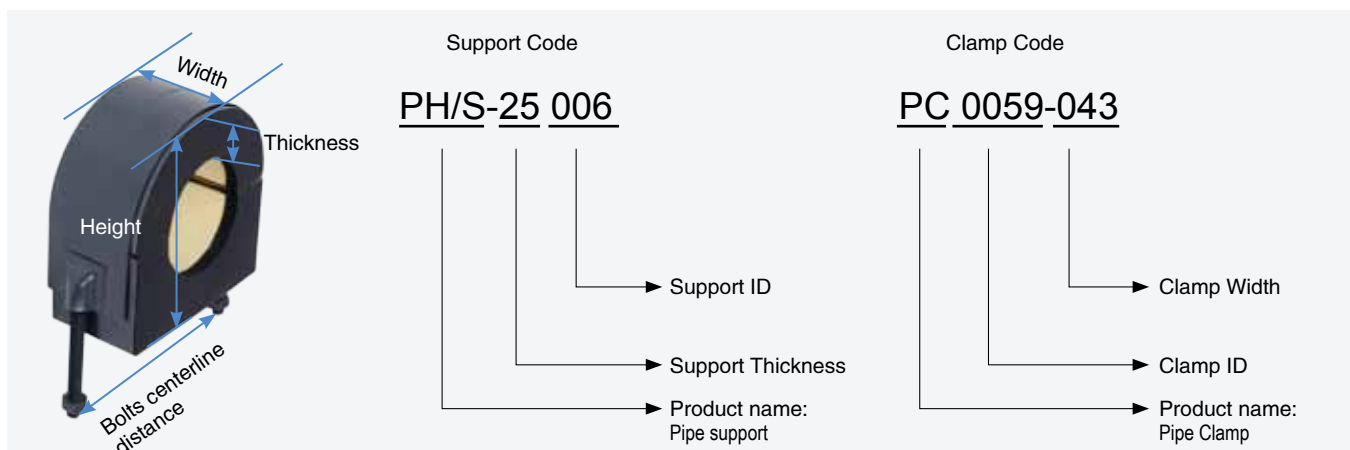 Width
Thickness
Height
Bolts centerline
distance
Support Code
PH/S-25 006
Support ID
Support Thickness
Product name:
Pipe support
Clamp Code
PC 0059-043
Clamp Width
Clamp ID
Product name:
Pipe Clamp